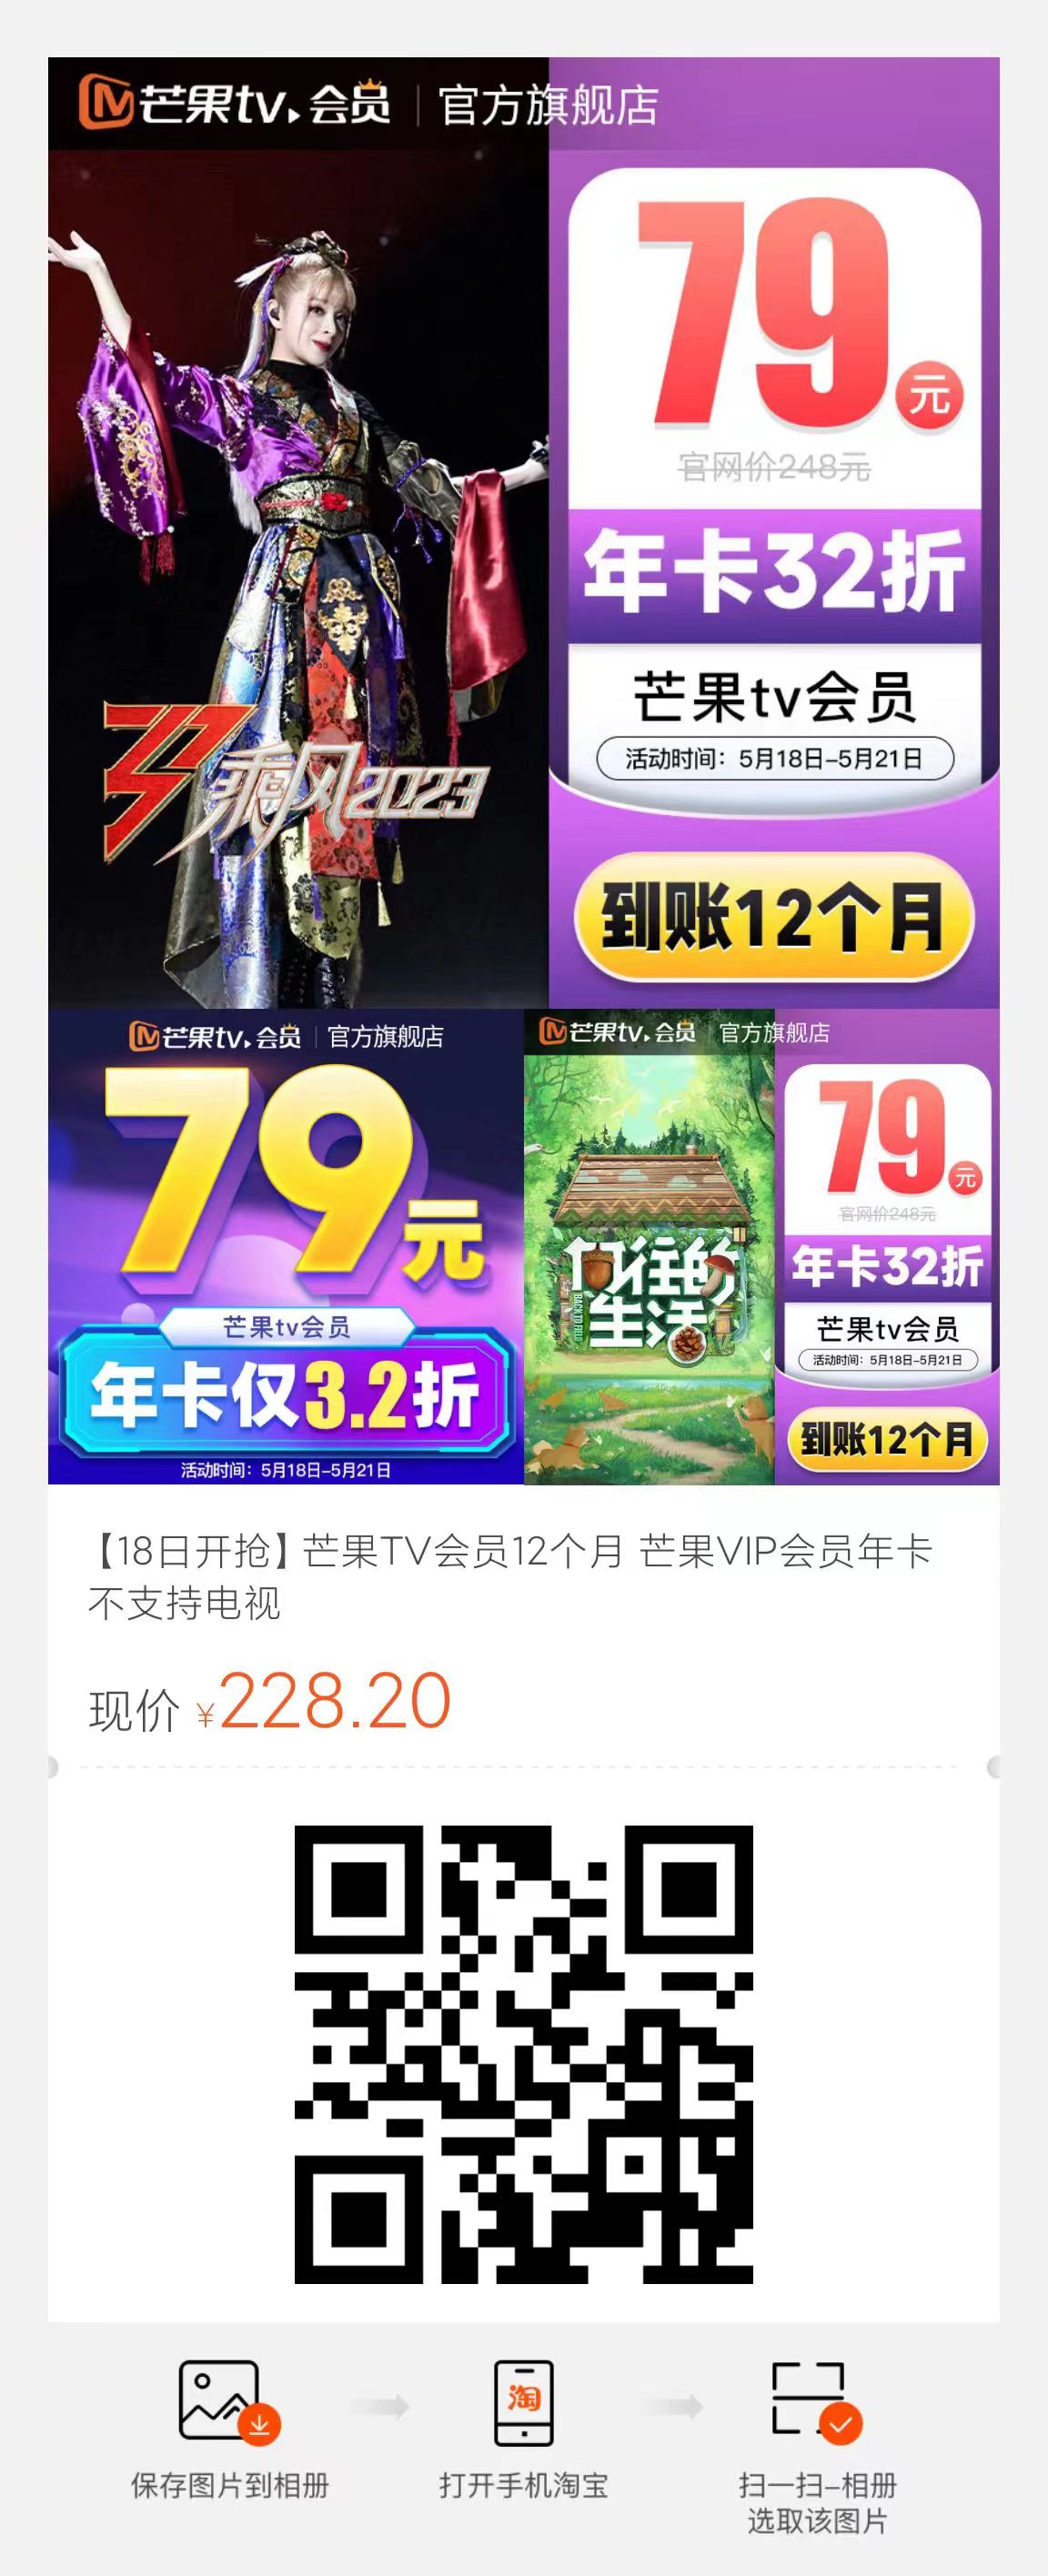 芒果tv会员 | 官方旗舰店
79元
官网价248元
年卡32折
芒果tv会员
活动时间：5月18日-5月21日
到账12个月
乘风2023
芒果tv会员 | 官方旗舰店
79元
芒果tv会员
年卡仅3.2折
活动时间：5月18日-5月21日
芒果tv会员 | 官方旗舰店
向往的生活
BACK TO FIELD
79元
官网价248元
年卡32折
芒果tv会员
活动时间：5月18日-5月21日
到账12个月
【18日开抢】芒果TV会员12个月 芒果VIP会员年卡
不支持电视
现价 ¥228.20
淘
保存图片到相册
打开手机淘宝
扫一扫-相册
选取该图片